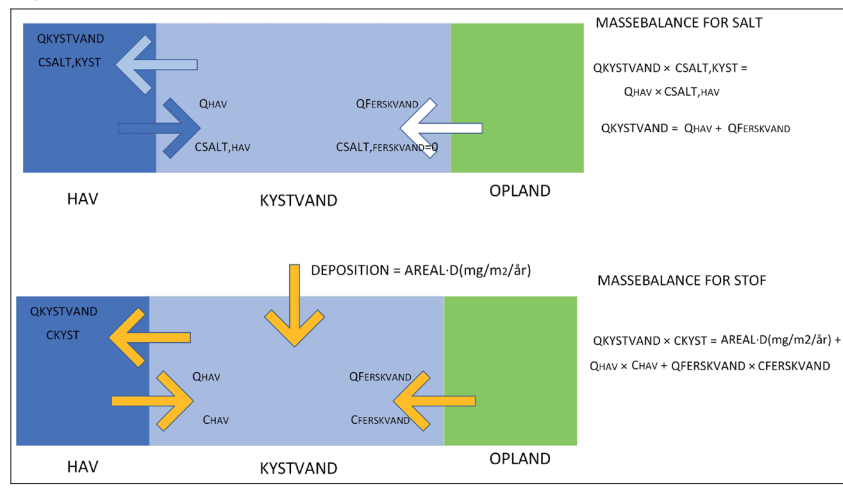 QKYSTVAND
CSALT,KYST
QHAV
QFERSKVAND
CSALT,HAV
CSALT,FERSKVAND=0
HAV
KYSTVAND
OPLAND
MASSEBALANCE FOR SALT
QKYSTVAND × CSALT,KYST =
QHAV × CSALT,HAV
QKYSTVAND = QHAV + QFERSKVAND
DEPOSITION = AREAL·D(mg/m2/år)
QKYSTVAND
CKYST
QHAV
QFERSKVAND
CHAV
CFERSKVAND
HAV
KYSTVAND
OPLAND
MASSEBALANCE FOR STOF
QKYSTVAND × CKYST = AREAL·D(mg/m2/år) +
QHAV × CHAV + QFERSKVAND × CFERSKVAND